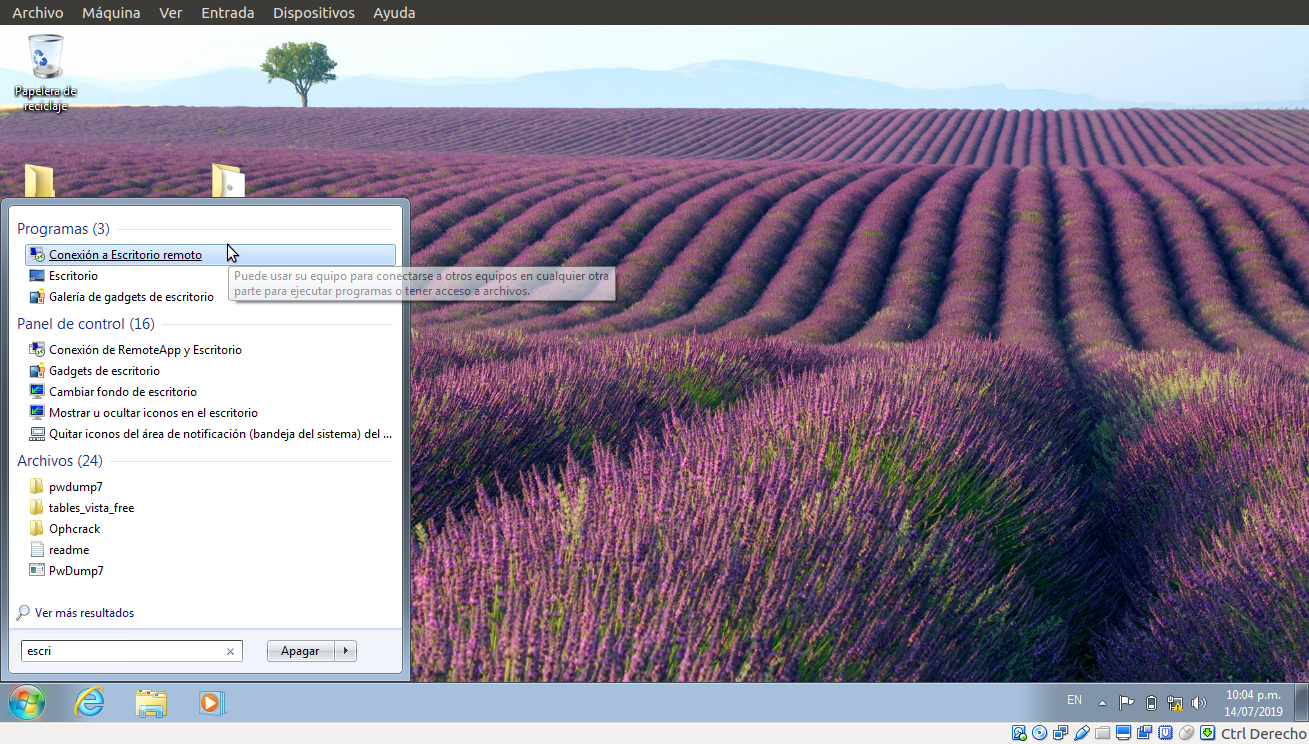 Archivo Máquina Ver Entrada Dispositivos Ayuda
Papelera de
reciclaje
Programas (3)
Conexión a Escritorio remoto
Escritorio
Galería de gadgets de escritorio
Puede usar su equipo para conectarse a otros equipos en cualquier otra
parte para ejecutar programas o tener acceso a archivos.
Panel de control (16)
Conexión de RemoteApp y Escritorio
Gadgets de escritorio
Cambiar fondo de escritorio
Mostrar u ocultar iconos en el escritorio
Quitar iconos del área de notificación (bandeja del sistema) del ...
Archivos (24)
pwdump7
tables_vista_free
Ophcrack
readme
PwDump7
Ver más resultados
escri
Apagar
EN
10:04 p.m.
14/07/2019
Ctrl Derecho